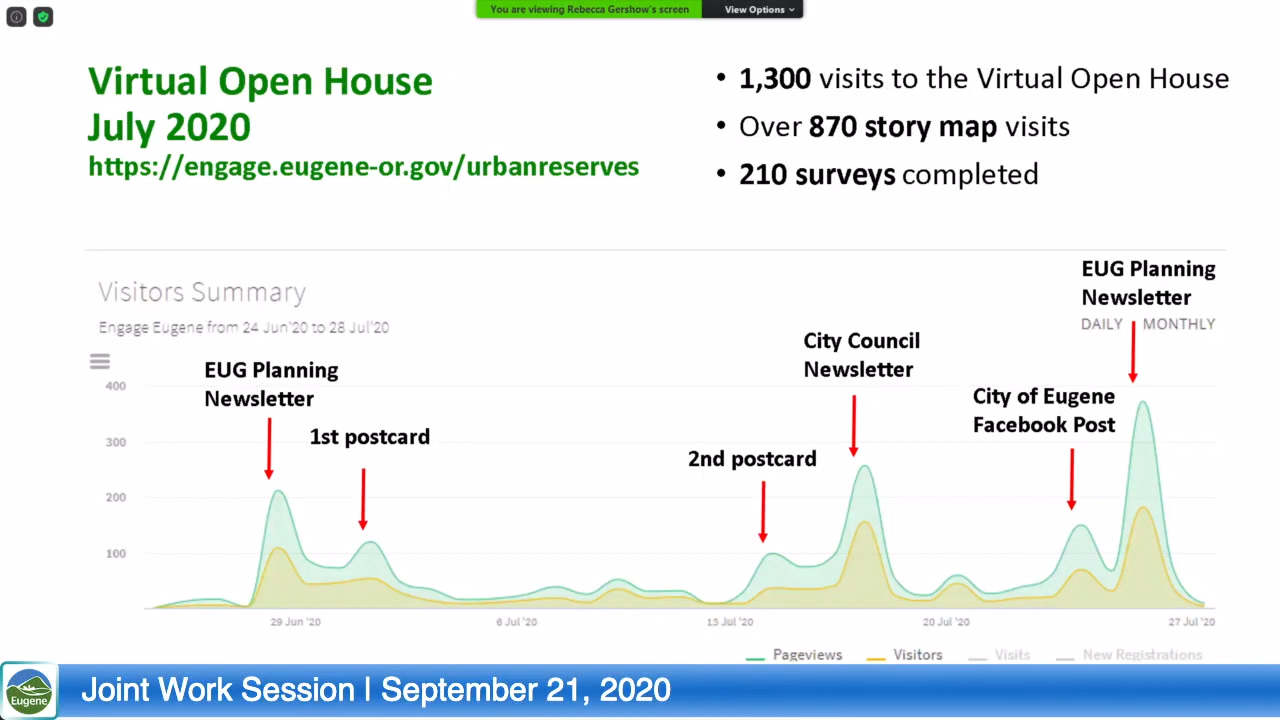 You are viewing Rebecca Gershow's screen
View Options
Virtual Open House
July 2020
https://engage.eugene-or.gov/urbanreserves
• 1,300 visits to the Virtual Open House
• Over 870 story map visits
• 210 surveys completed
Visitors Summary
Engage Eugene from 24 Jun'20 to 28 Jul'20
EUG Planning
Newsletter
DAILY
MONTHLY
City Council
Newsletter
EUG Planning
Newsletter
City of Eugene
Facebook Post
1st postcard
2nd postcard
400
300
200
100
29 Jun '20
6 Jul '20
13 Jul '20
20 Jul '20
27 Jul '20
Pageviews
Visitors
Visits
New Registrations
Eugene
Joint Work Session | September 21, 2020